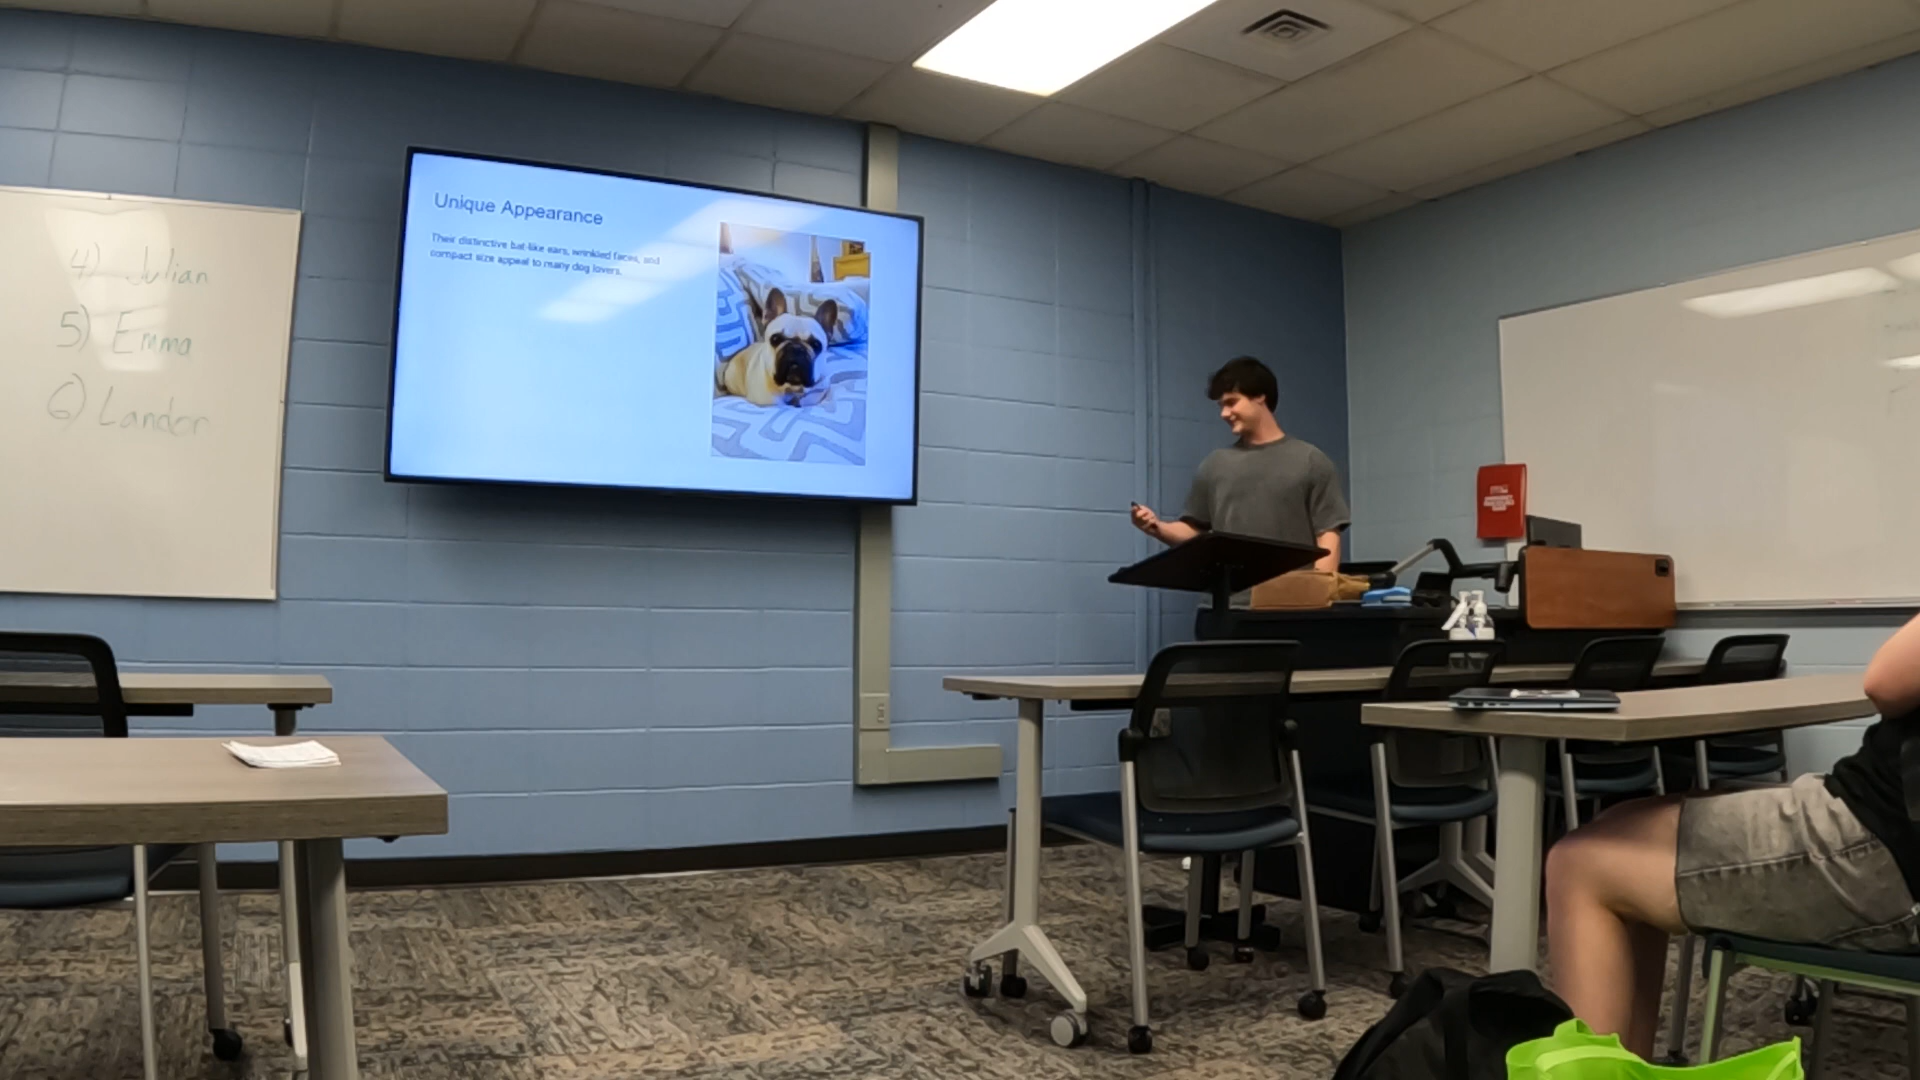 4) Julian
5) Emma
6) Landor
Unique Appearance
Their distinctive bat-like ears, wrinkled faces, and
compact size appeal to many dog lovers.